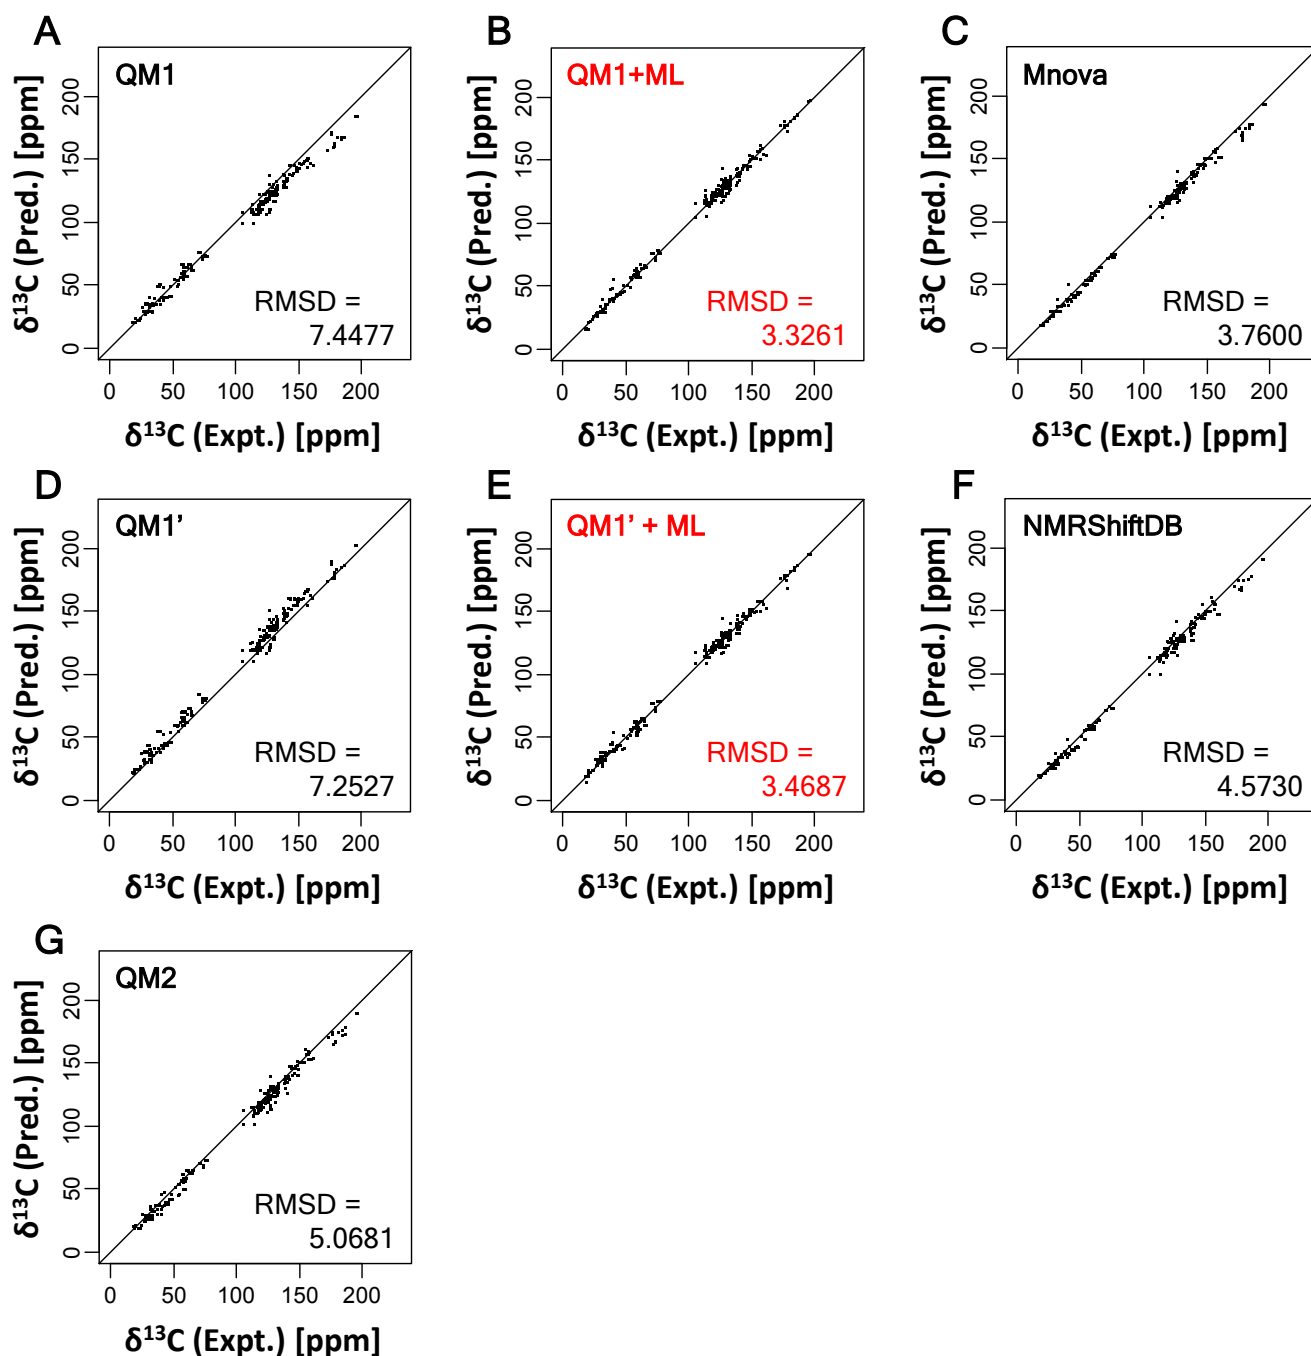 A
QM1
δ13C (Pred.) [ppm]
200
150
100
50
0
RMSD =
7.4477
0 50 100 150 200
δ13C (Expt.) [ppm]
B
QM1+ML
δ13C (Pred.) [ppm]
200
150
100
50
0
RMSD =
3.3261
0 50 100 150 200
δ13C (Expt.) [ppm]
C
Mnova
δ13C (Pred.) [ppm]
200
150
100
50
0
RMSD =
3.7600
0 50 100 150 200
δ13C (Expt.) [ppm]
D
QM1’
δ13C (Pred.) [ppm]
200
150
100
50
0
RMSD =
7.2527
0 50 100 150 200
δ13C (Expt.) [ppm]
E
QM1’ + ML
δ13C (Pred.) [ppm]
200
150
100
50
0
RMSD =
3.4687
0 50 100 150 200
δ13C (Expt.) [ppm]
F
NMRShiftDB
δ13C (Pred.) [ppm]
200
150
100
50
0
RMSD =
4.5730
0 50 100 150 200
δ13C (Expt.) [ppm]
G
QM2
δ13C (Pred.) [ppm]
200
150
100
50
0
RMSD =
5.0681
0 50 100 150 200
δ13C (Expt.) [ppm]